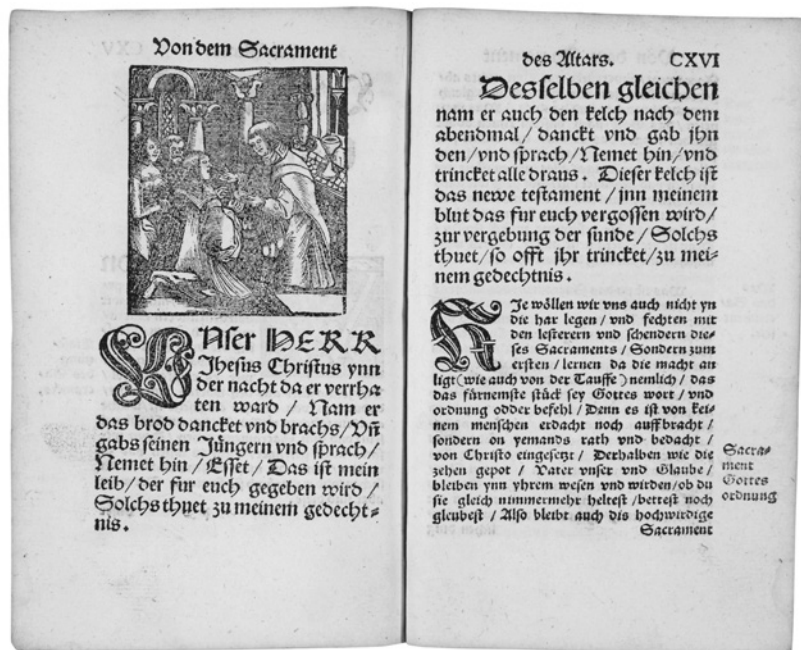 Von dem Sacrament
VNser HERR
Jhesus Christus ynn
der nacht da er verrha
ten ward / Nam er
das brod dancket vnd brachs / Vñ
gabs seinen Jüngern vnd sprach /
Nemet hin / Esset / Das ist mein
leib / der fur euch gegeben wird /
Solchs thuet zu meinem gedecht⸗
nis.
des Altars. CXVI
Desselben gleichen
nam er auch den kelch nach dem
abendmal / danckt vnd gab jhn
den / vnd sprach / Nemet hin / vnd
trincket alle draus. Dieser kelch ist
das newe testament / jnn meinem
blut das fur euch vergossen wird /
zur vergebung der sunde / Solchs
thuet / so offt jhr trincket / zu mei⸗
nem gedechtnis.
HJe wöllen wir vns auch nicht yn
die har legen / vnd fechten mit
den lesterern vnd schendern die⸗
ses Sacraments / Sondern zum
ersten / lernen da die macht an
ligt (wie auch von der Tauffe) nemlich / das
das fürnemste stück sey Gottes wort / vnd
ordnung odder befehl / Denn es ist von kei⸗
nem menschen erdacht noch auffbracht /
sondern on yemands rath vnd bedacht /
von Christo eingesetzt / Derhalben wie die
zehen gepot / Vater vnser vnd Glaube /
bleiben ynn yhrem wesen vnd wirden / ob du
sie gleich nimmermehr heltest / bettest noch
gleubest / Also bleibt auch dis hochwirdige
Sacrament
Sacra⸗
ment
Gottes
ordnung